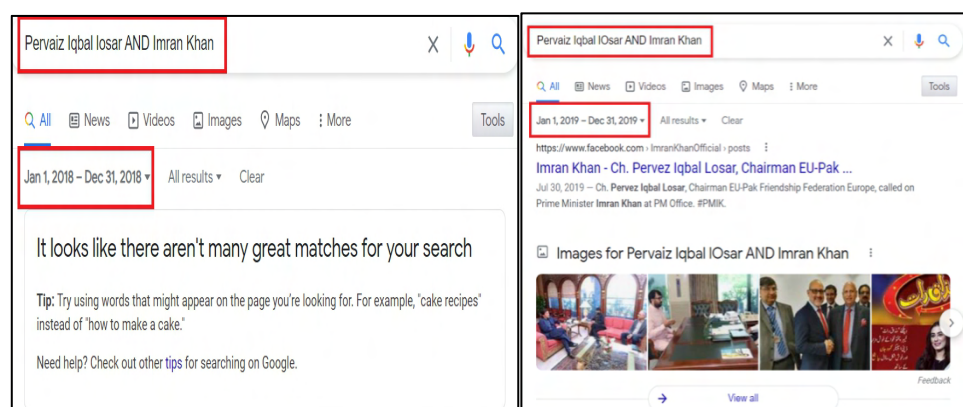 Pervaiz Iqbal losar AND Imran Khan
All News Videos Images Maps More Tools
Jan 1, 2018 – Dec 31, 2018 All results Clear
It looks like there aren't many great matches for your search
Tip: Try using words that might appear on the page you're looking for. For example, "cake recipes"
instead of "how to make a cake."
Need help? Check out other tips for searching on Google.
Pervaiz Iqbal lOsar AND Imran Khan
All News Videos Images Maps More Tools
Jan 1, 2019 – Dec 31, 2019 All results Clear
https://www.facebook.com › ImranKhanOfficial › posts
Imran Khan - Ch. Pervez Iqbal Losar, Chairman EU-Pak ...
Jul 30, 2019 — Ch. Pervez Iqbal Losar, Chairman EU-Pak Friendship Federation Europe, called on
Prime Minister Imran Khan at PM Office. #PMIK.
Images for Pervaiz Iqbal lOsar AND Imran Khan
Feedback
View all